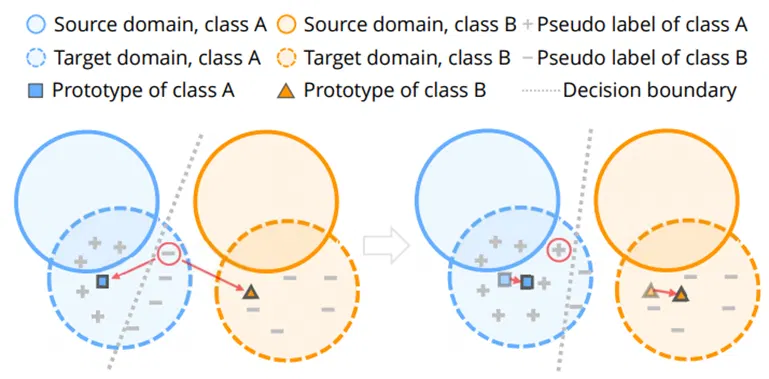 Source domain, class A Source domain, class B + Pseudo label of class A
Target domain, class A Target domain, class B − Pseudo label of class B
Prototype of class A Prototype of class B Decision boundary